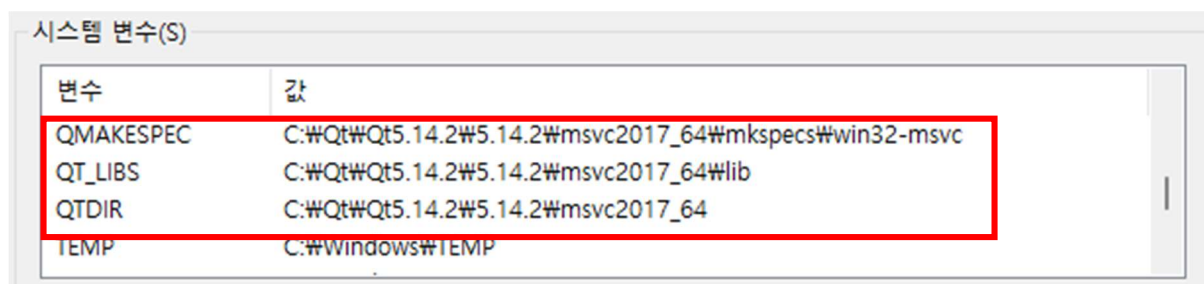 시스템 변수(S)
변수 값
QMAKESPEC C:₩Qt₩Qt5.14.2₩5.14.2₩msvc2017_64₩mkspecs₩win32-msvc
QT_LIBS C:₩Qt₩Qt5.14.2₩5.14.2₩msvc2017_64₩lib
QTDIR C:₩Qt₩Qt5.14.2₩5.14.2₩msvc2017_64
TEMP C:₩Windows₩TEMP